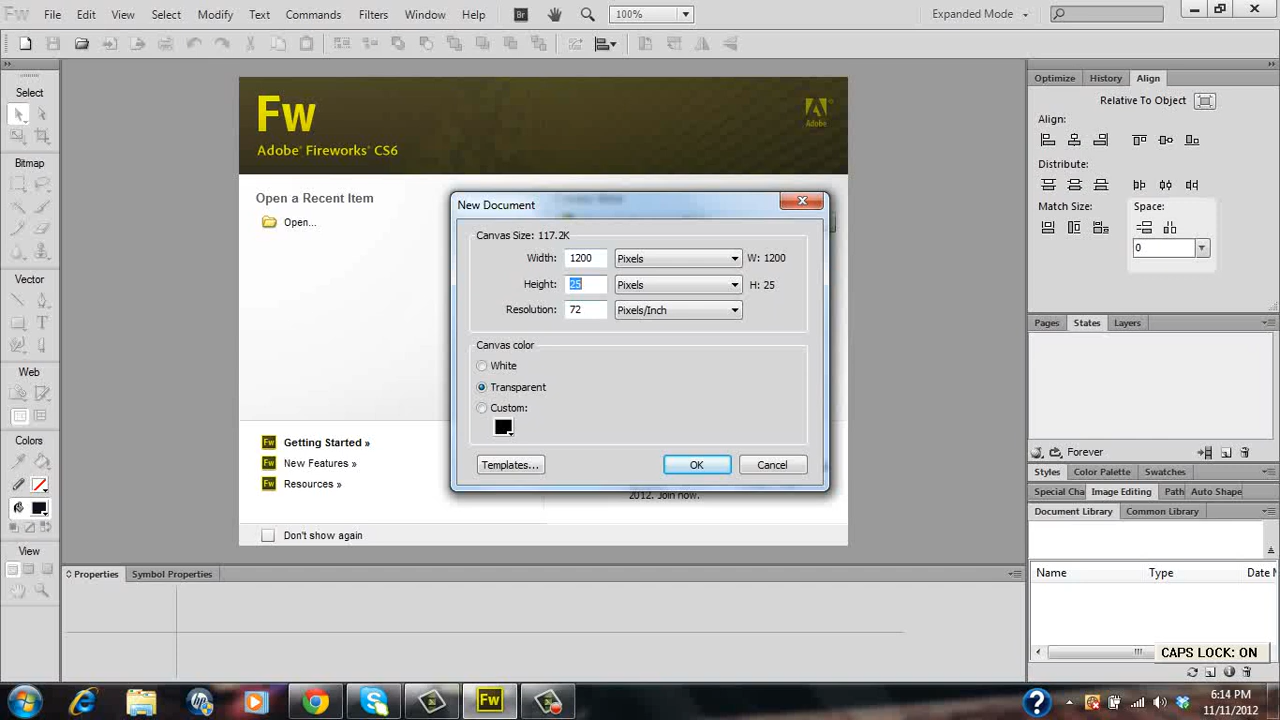 Fw File Edit View Select Modify Text Commands Filters Window Help Br 100% Expanded Mode
Select
Bitmap
Vector
Web
Colors
View
Fw
Adobe® Fireworks® CS6
Adobe
Open a Recent Item
Open...
Getting Started »
New Features »
Resources »
2012. Join now.
Don't show again
New Document
Canvas Size: 117.2K
Width: 1200 Pixels W: 1200
Height: 25 Pixels H: 25
Resolution: 72 Pixels/Inch
Canvas color
White
Transparent
Custom:
Templates... OK Cancel
Properties Symbol Properties
Optimize History Align
Relative To Object
Align:
Distribute:
Match Size: Space:
0
Pages States Layers
Forever
Styles Color Palette Swatches
Special Cha Image Editing Path Auto Shape
Document Library Common Library
Name Type Date M
CAPS LOCK: ON
hp Fw ? 6:14 PM
11/11/2012